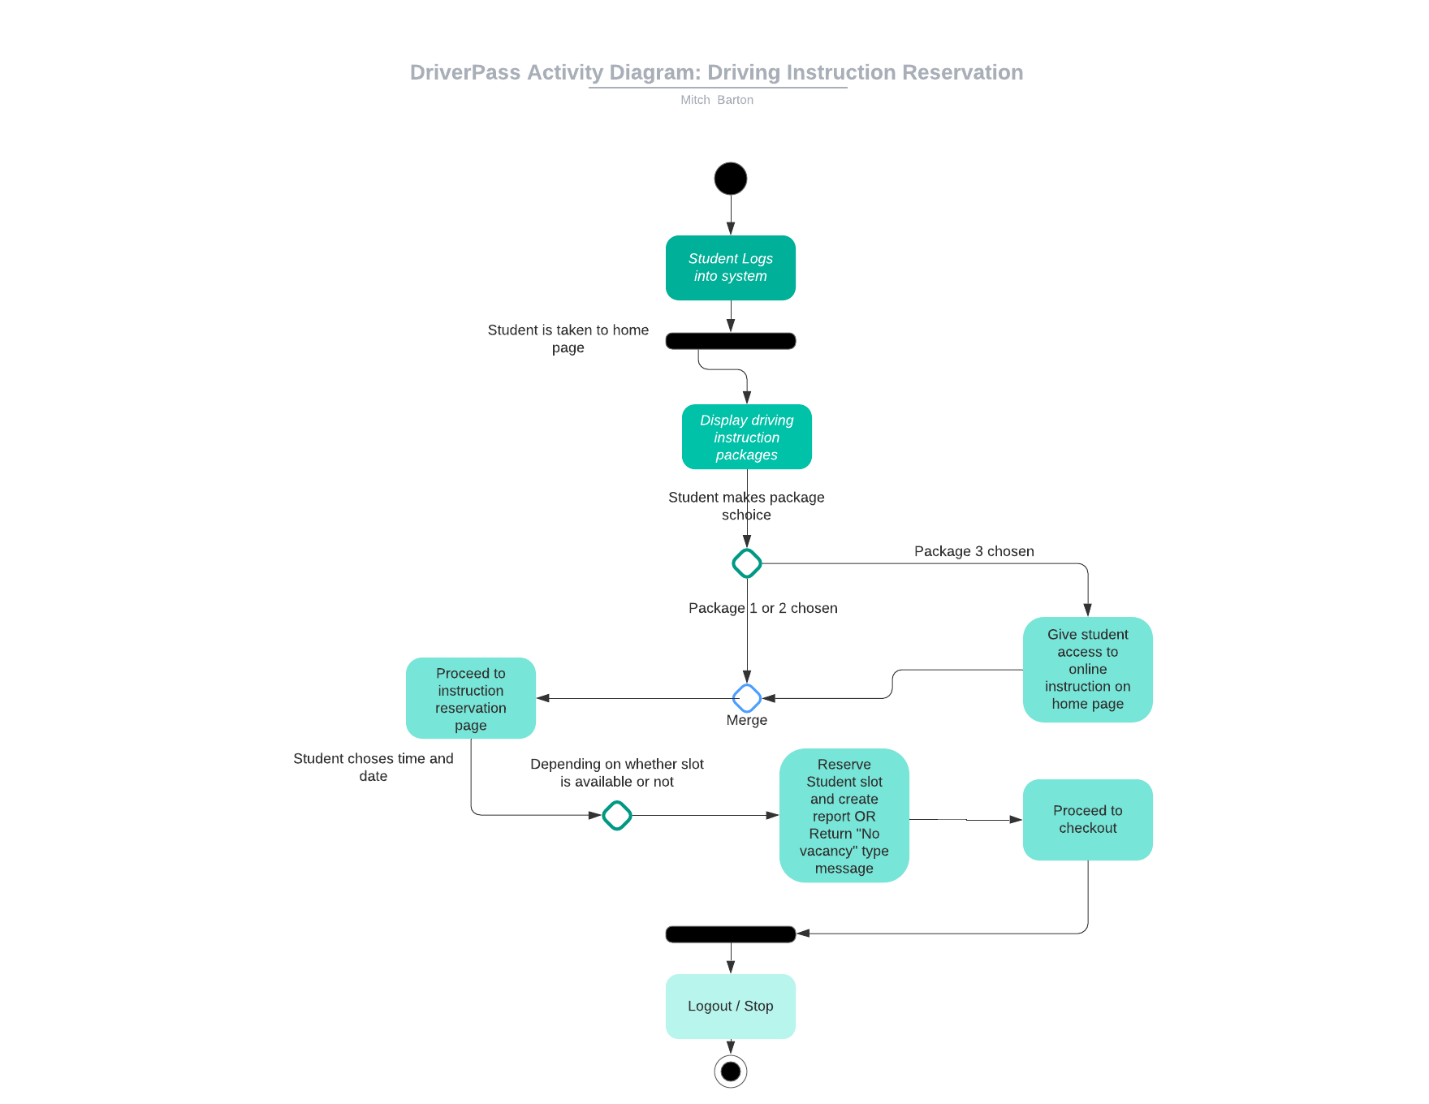 DriverPass Activity Diagram: Driving Instruction Reservation
Mitch Barton
Student Logs
into system
Student is taken to home
page
Display driving
instruction
packages
Student makes package
schoice
Package 3 chosen
Package 1 or 2 chosen
Give student
access to
online
instruction on
home page
Proceed to
instruction
reservation
page
Merge
Student choses time and
date
Depending on whether slot
is available or not
Reserve
Student slot
and create
report OR
Return "No
vacancy" type
message
Proceed to
checkout
Logout / Stop